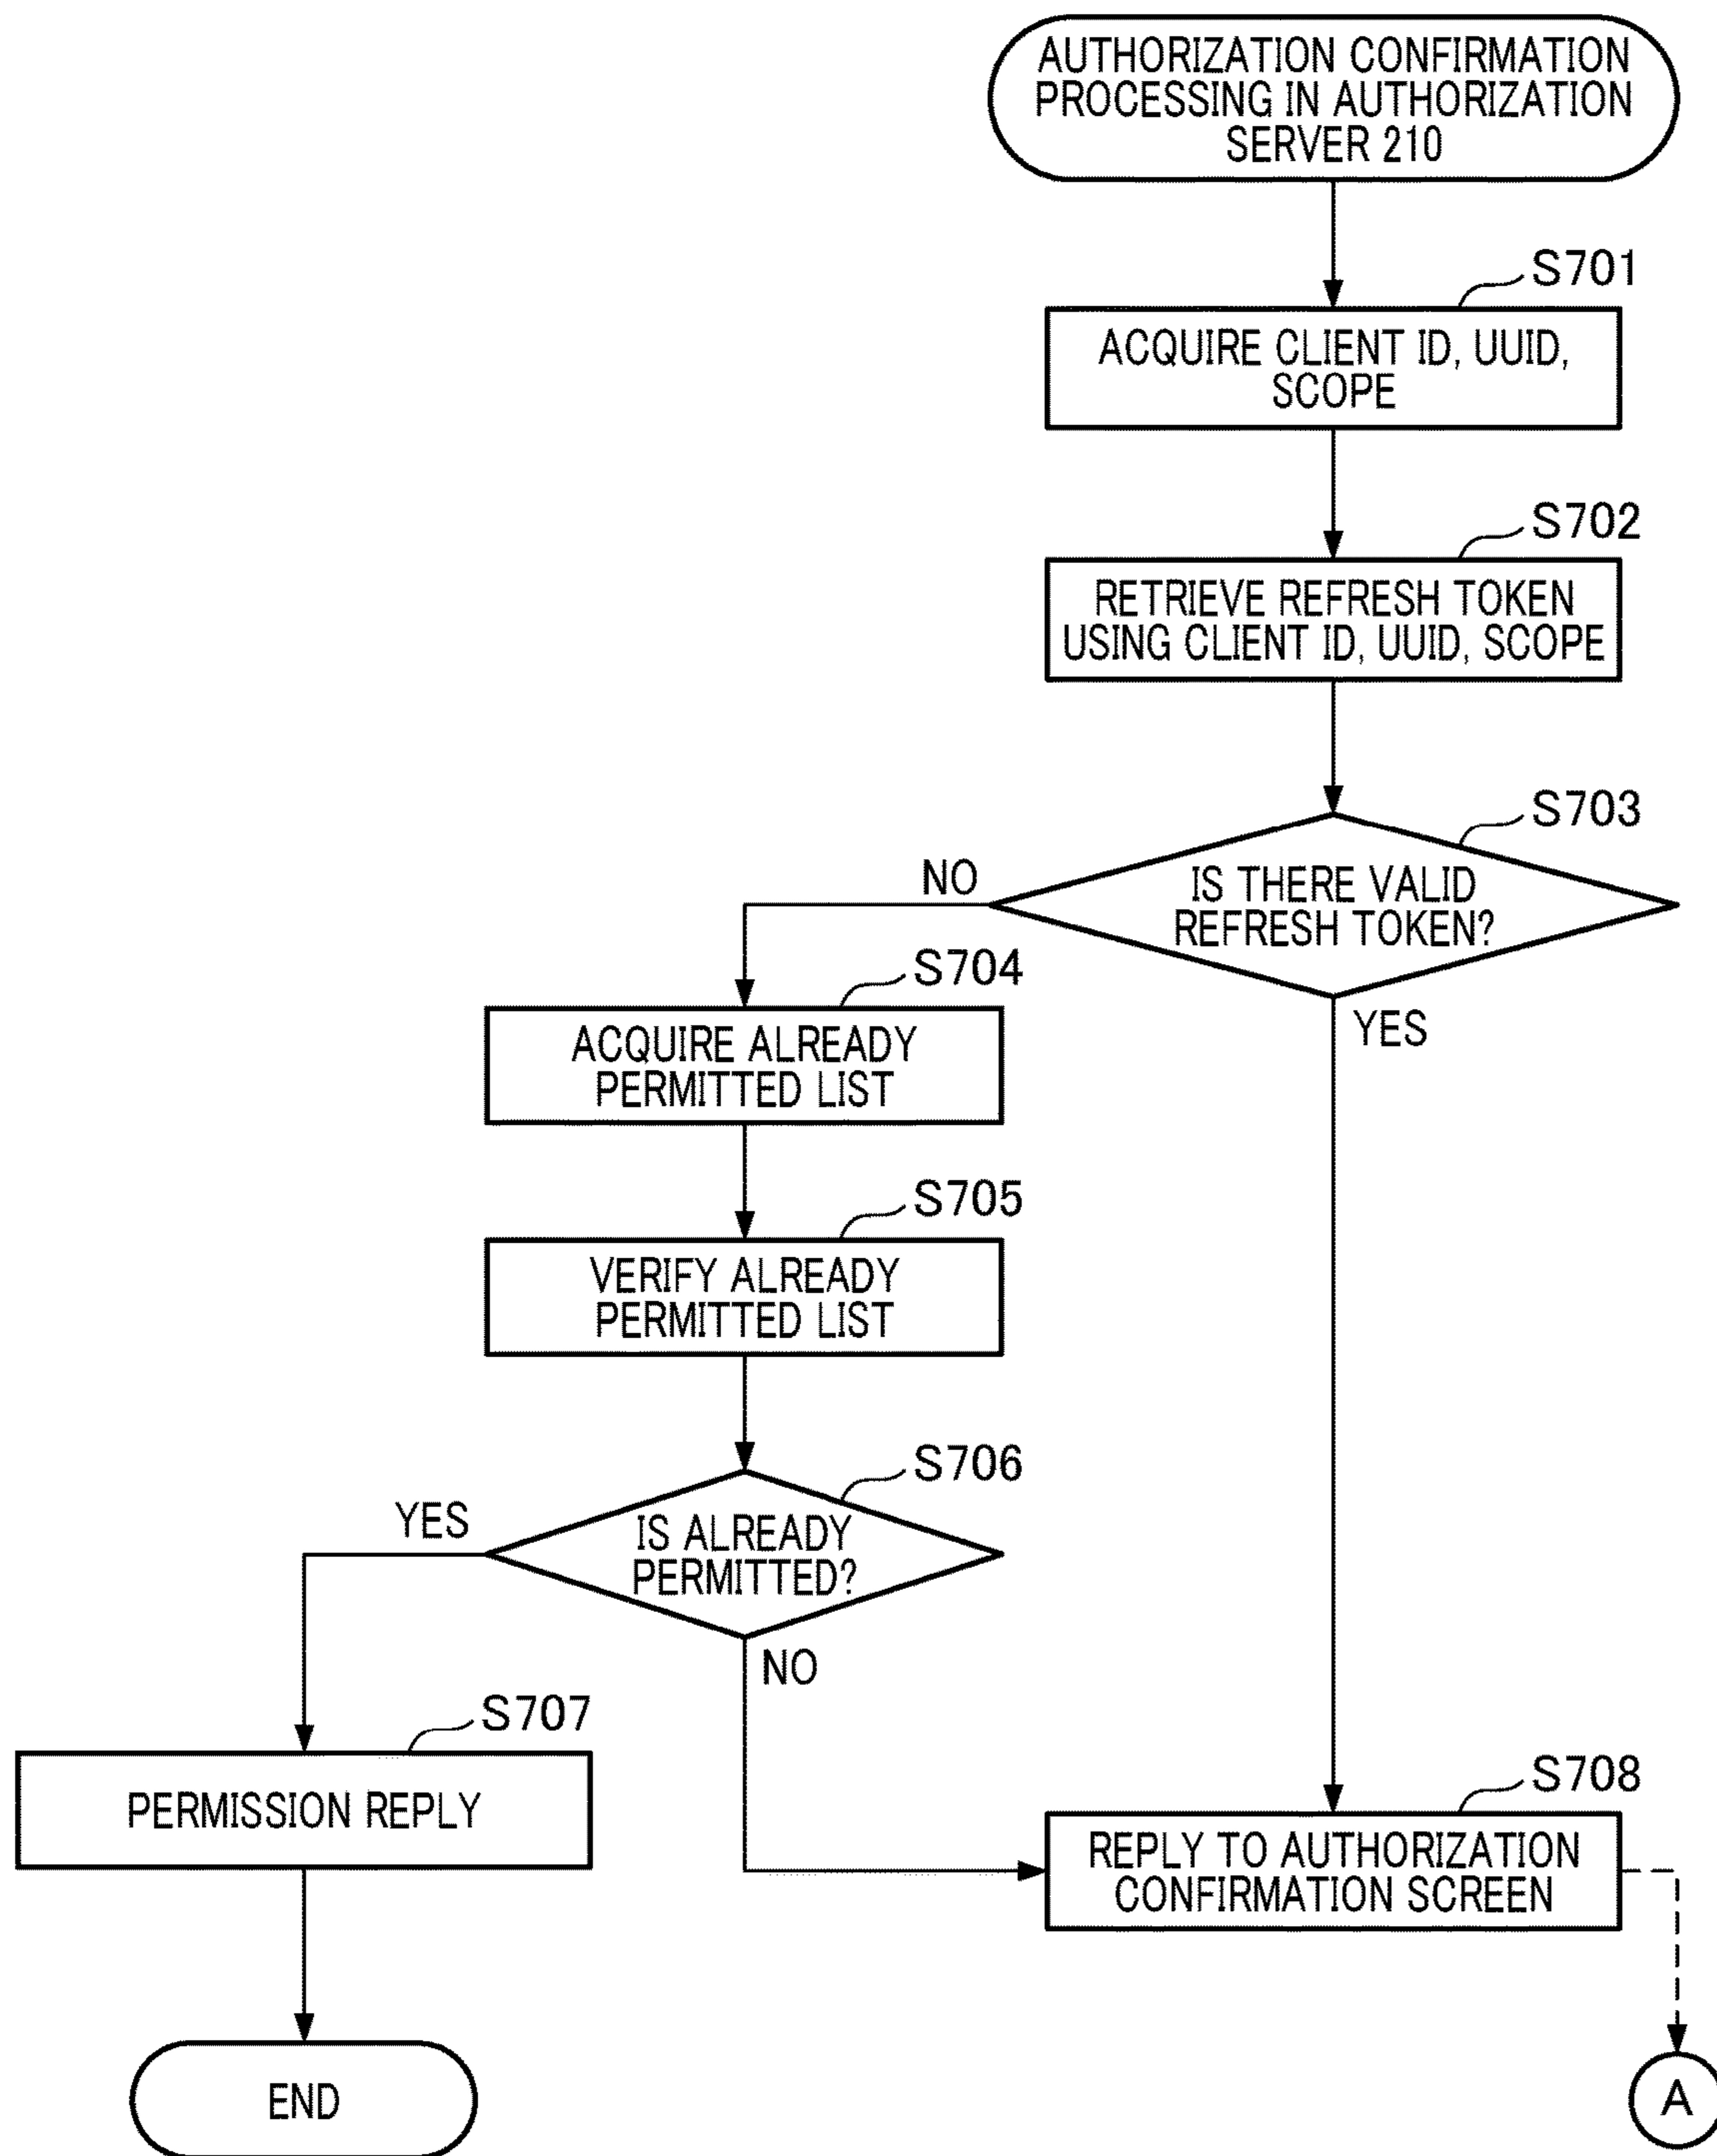 AUTHORIZATION CONFIRMATION
PROCESSING IN AUTHORIZATION
SERVER 210
S701
ACQUIRE CLIENT ID, UUID,
SCOPE
S702
RETRIEVE REFRESH TOKEN
USING CLIENT ID, UUID, SCOPE
S703
IS THERE VALID
REFRESH TOKEN?
NO
YES
S704
ACQUIRE ALREADY
PERMITTED LIST
S705
VERIFY ALREADY
PERMITTED LIST
S706
IS ALREADY
PERMITTED?
YES
NO
S707
PERMISSION REPLY
S708
REPLY TO AUTHORIZATION
CONFIRMATION SCREEN
END
A